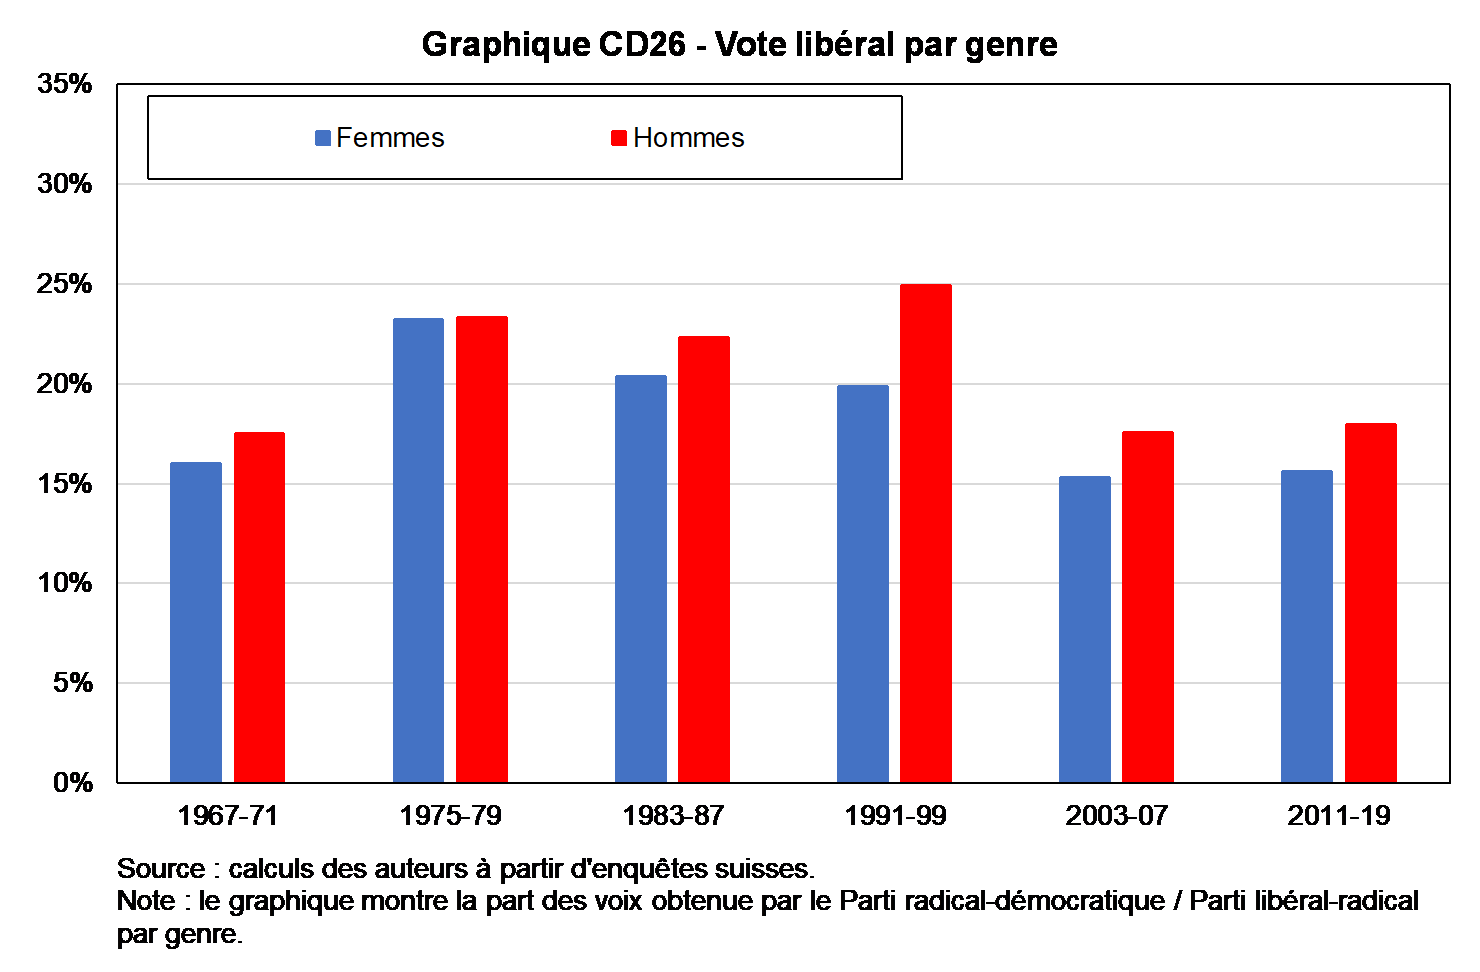 Graphique CD26 - Vote libéral par genre
35%
Femmes Hommes
30%
25%
20%
15%
10%
5%
0%
1967-71 1975-79 1983-87 1991-99 2003-07 2011-19
Source : calculs des auteurs à partir d'enquêtes suisses.
Note : le graphique montre la part des voix obtenue par le Parti radical-démocratique / Parti libéral-radical
par genre.